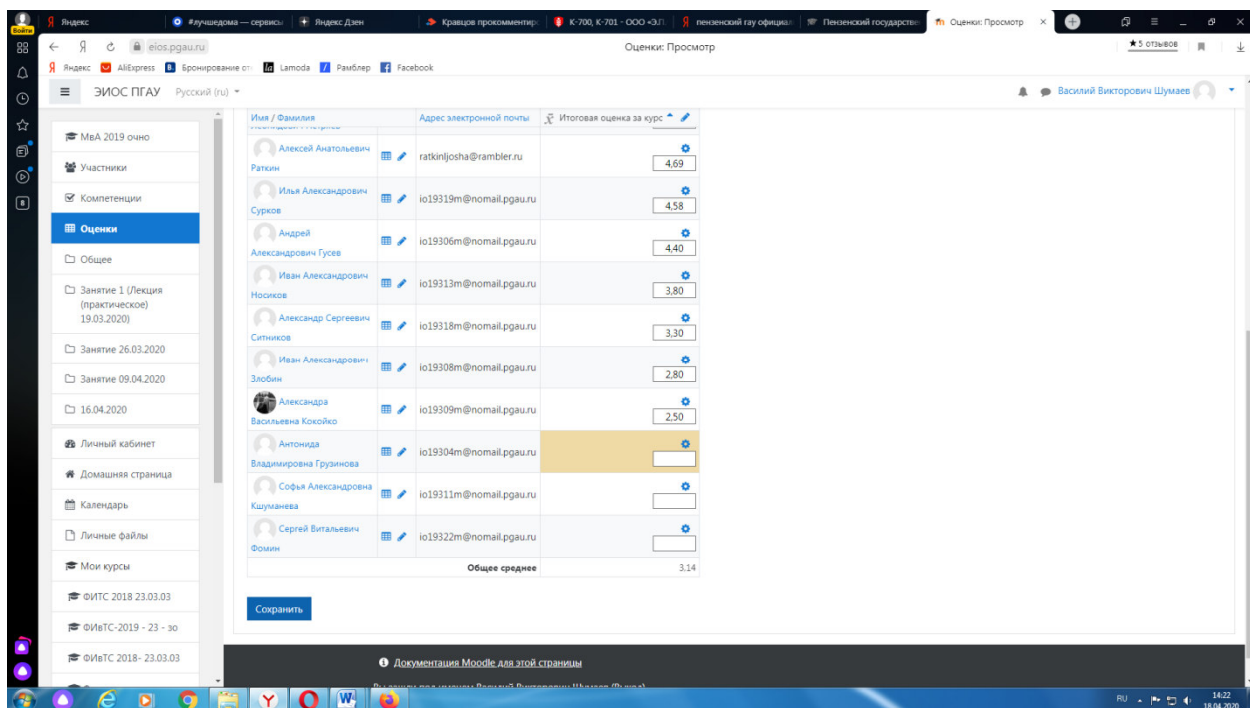 Яндекс
#лучшедома — сервисы
Яндекс Дзен
Кравцов прокомментир
К-700, К-701 - ООО «ЭЛ
пензенский гау официал
Пензенский государстве
Оценки: Просмотр
Войти
eios.pgau.ru
Оценки: Просмотр
★ 5 отзывов
Яндекс
AliExpress
Бронирование от
Lamoda
Рамблер
Facebook
ЭИОС ПГАУ
Русский (ru)
Василий Викторович Шумаев
МвА 2019 очно
Участники
Компетенции
Оценки
Общее
Занятие 1 (Лекция
(практическое)
19.03.2020)
Занятие 26.03.2020
Занятие 09.04.2020
16.04.2020
Личный кабинет
Домашняя страница
Календарь
Личные файлы
Мои курсы
ФИТС 2018 23.03.03
ФИвТС-2019 - 23 - зо
ФИвТС 2018- 23.03.03
Имя / Фамилия
Адрес электронной почты
Итоговая оценка за курс
Алексей Анатольевич
Раткин
ratkinljosha@rambler.ru
4,69
Илья Александрович
Сурков
io19319m@nomail.pgau.ru
4,58
Андрей
Александрович Гусев
io19306m@nomail.pgau.ru
4,40
Иван Александрович
Носиков
io19313m@nomail.pgau.ru
3,80
Александр Сергеевич
Ситников
io19318m@nomail.pgau.ru
3,30
Иван Александрович
Злобин
io19308m@nomail.pgau.ru
2,80
Александра
Васильевна Кокойко
io19309m@nomail.pgau.ru
2,50
Антонида
Владимировна Грузинова
io19304m@nomail.pgau.ru
Софья Александровна
Кшуманева
io19311m@nomail.pgau.ru
Сергей Витальевич
Фомин
io19322m@nomail.pgau.ru
Общее среднее
3,14
Сохранить
Документация Moodle для этой страницы
Вы зашли под именем Василий Викторович Шумаев (Выход)
RU
14:22
18.04.2020